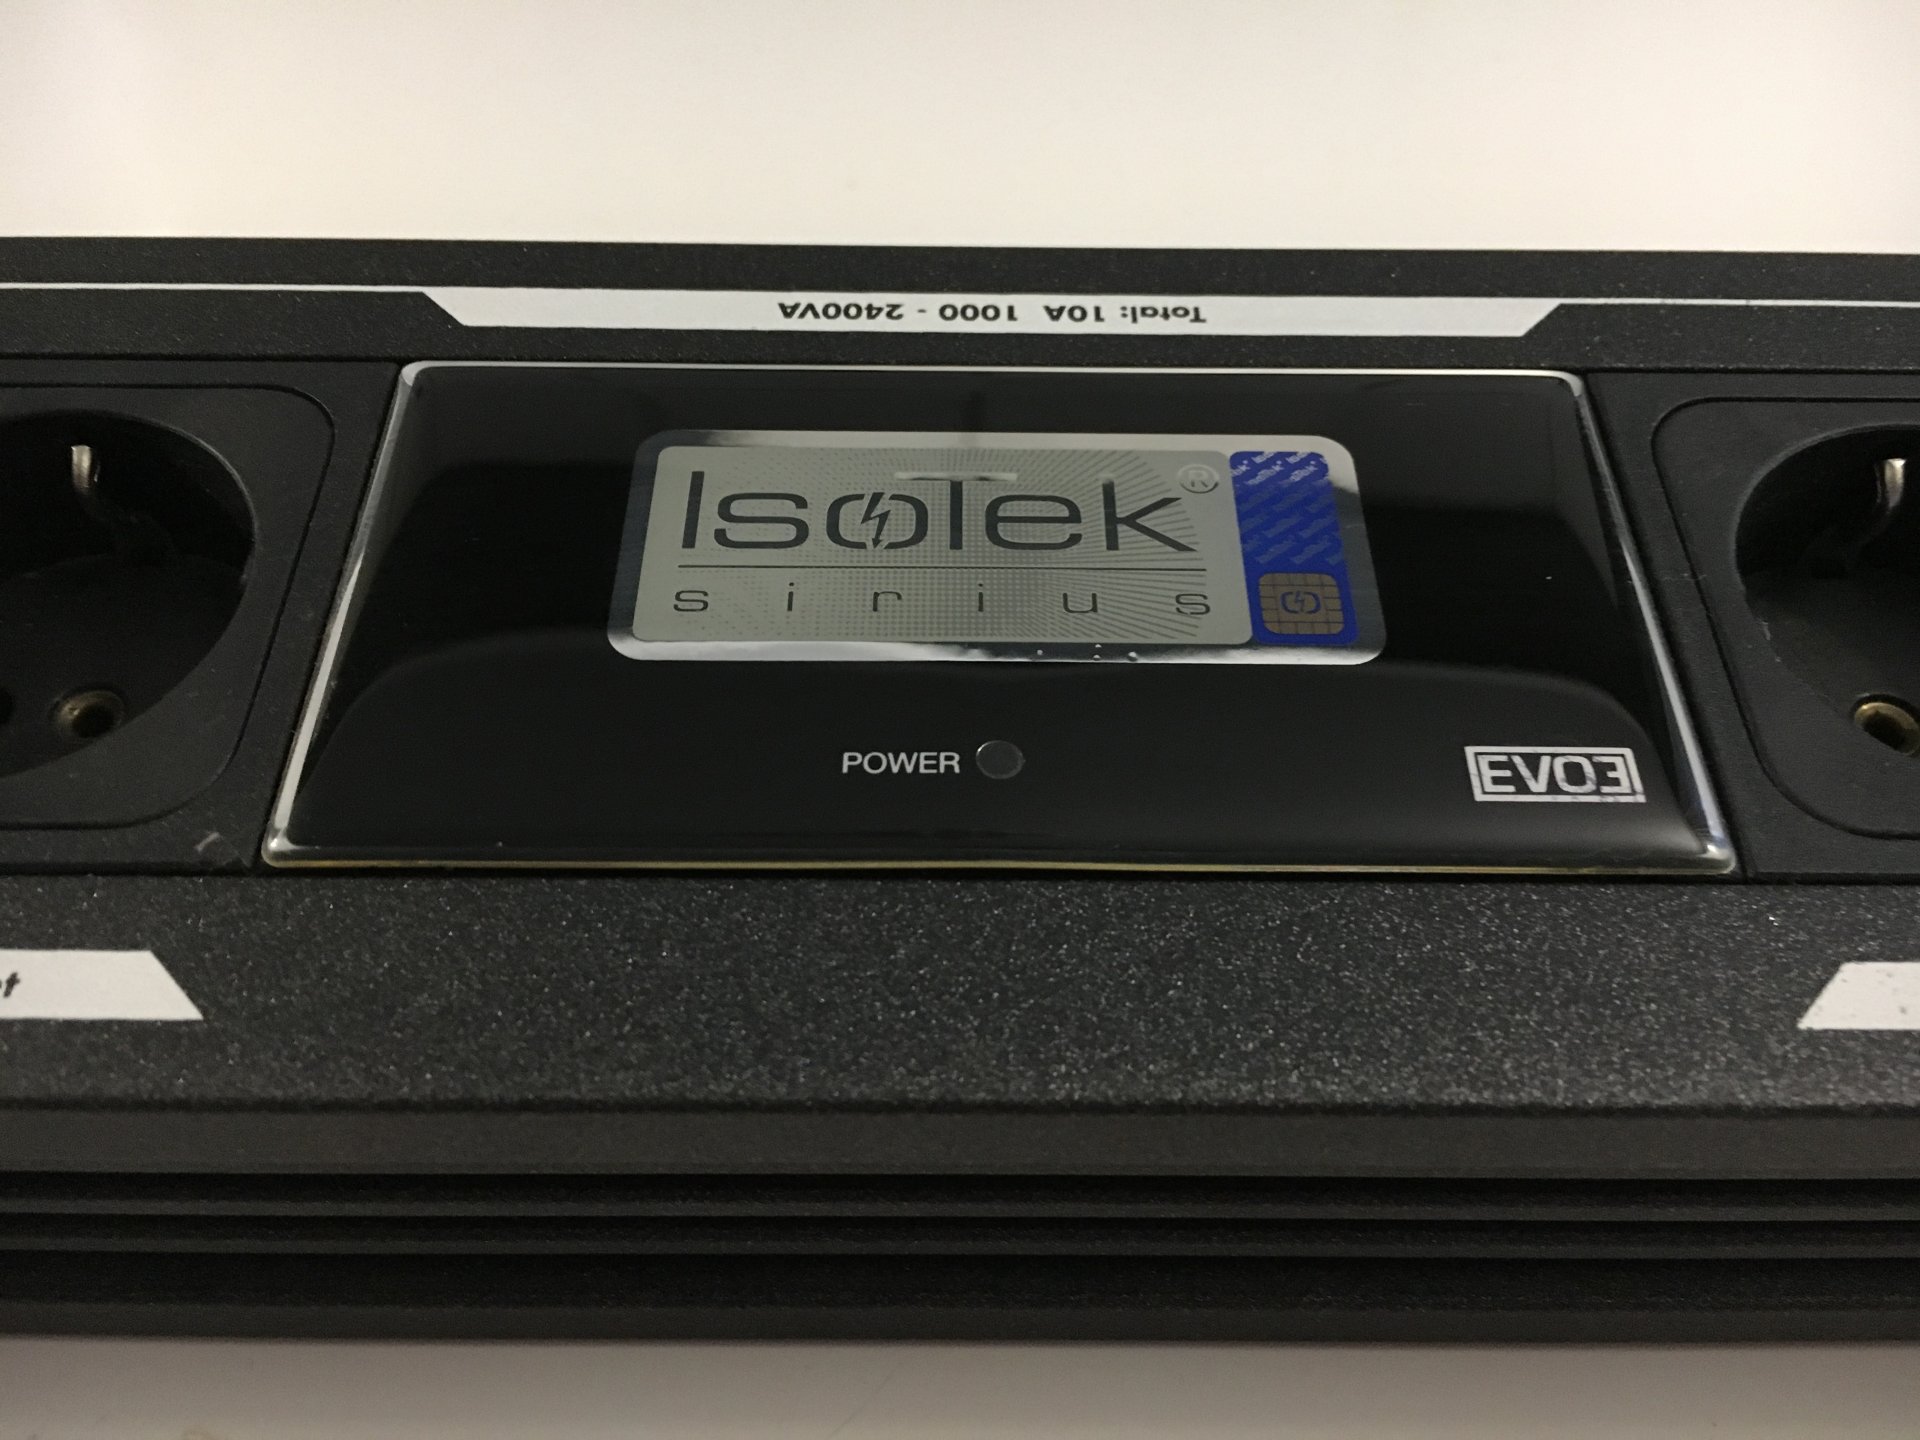 Total: 10A 1000 - 2400VA
IsoTek®
sirius
POWER
EVO3